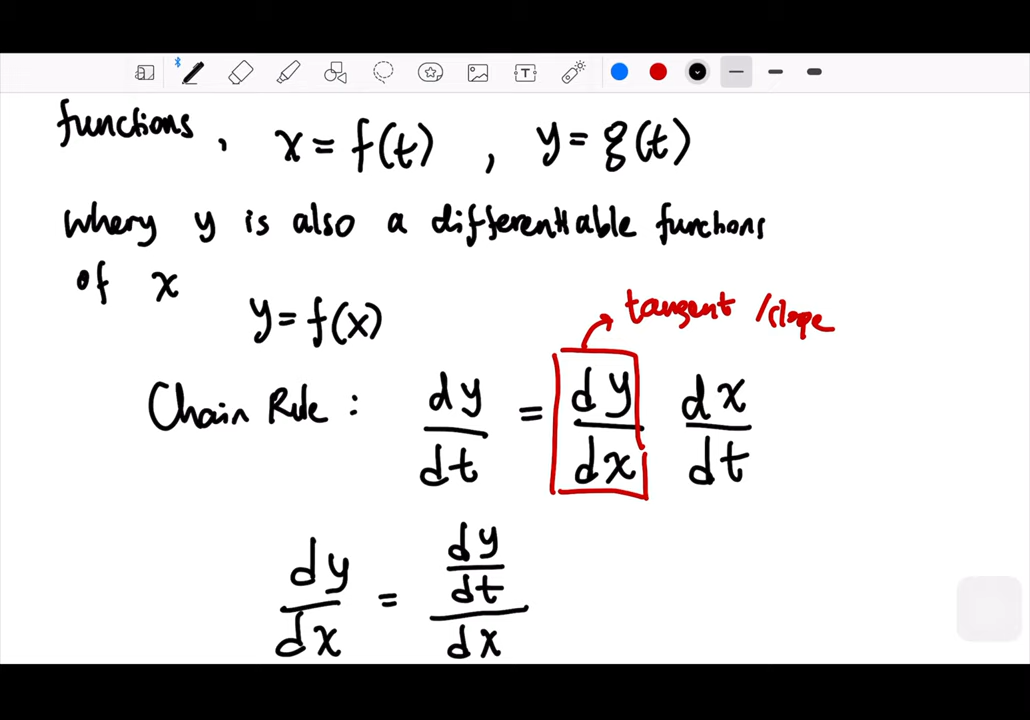 functions, x = f(t), y = g(t)
where y is also a differentiable functions
of x
y = f(x)
tangent /slope
Chain Rule: dy/dt = dy/dx dx/dt
dy/dx = (dy/dt)/dx